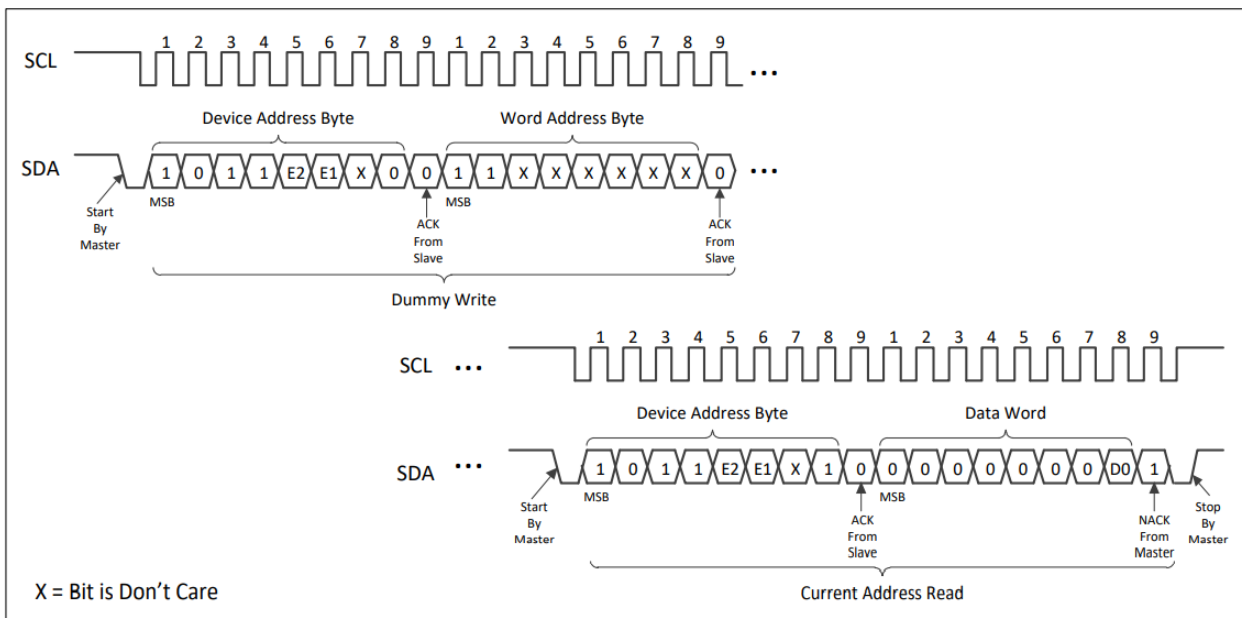 1 2 3 4 5 6 7 8 9 1 2 3 4 5 6 7 8 9
SCL ...
Device Address Byte Word Address Byte
SDA 1 0 1 1 E2 E1 X 0 0 1 1 X X X X X X 0 ...
MSB MSB
Start
By
Master
ACK
From
Slave
ACK
From
Slave
Dummy Write
1 2 3 4 5 6 7 8 9 1 2 3 4 5 6 7 8 9
SCL ...
Device Address Byte Data Word
SDA ... 1 0 1 1 E2 E1 X 1 0 0 0 0 0 0 0 0 D0 1
MSB MSB
Start
By
Master
ACK
From
Slave
NACK
From
Master
Stop
By
Master
X = Bit is Don't Care
Current Address Read